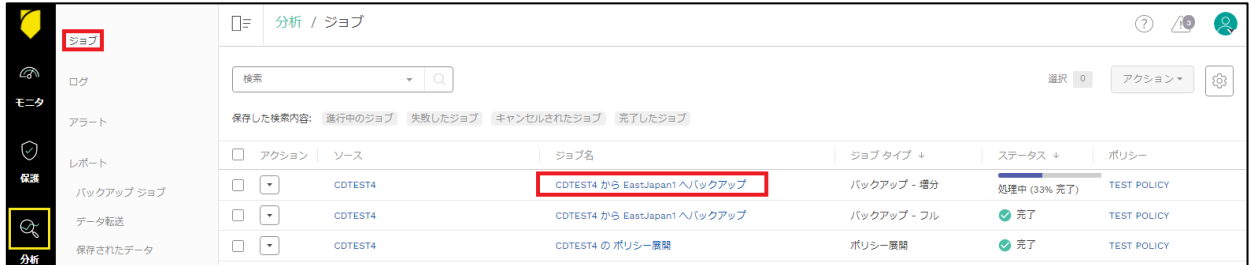 分析 / ジョブ
?
3
モニタ
保護
分析
ジョブ
ログ
アラート
レポート
バックアップ ジョブ
データ転送
保存されたデータ
検索
選択 0 アクション
保存した検索内容: 進行中のジョブ 失敗したジョブ キャンセルされたジョブ 完了したジョブ
アクション ソース ジョブ名 ジョブ タイプ ↓ ステータス ↓ ポリシー
CDTEST4 CDTEST4 から EastJapan1 へバックアップ バックアップ - 増分 処理中 (33% 完了) TEST POLICY
CDTEST4 CDTEST4 から EastJapan1 へバックアップ バックアップ - フル 完了 TEST POLICY
CDTEST4 CDTEST4 の ポリシー展開 ポリシー展開 完了 TEST POLICY